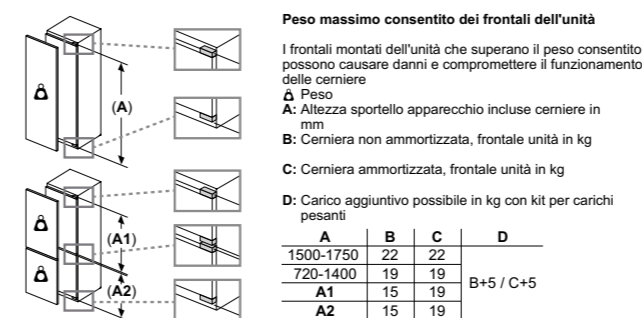 Peso massimo consentito dei frontali dell'unità
I frontali montati dell'unità che superano il peso consentito
possono causare danni e compromettere il funzionamento
delle cerniere
Peso
A: Altezza sportello apparecchio incluse cerniere in
mm
B: Cerniera non ammortizzata, frontale unità in kg
C: Cerniera ammortizzata, frontale unità in kg
D: Carico aggiuntivo possibile in kg con kit per carichi
pesanti
A B C D
1500-1750 22 22
720-1400 19 19
B+5 / C+5
A1 15 19
A2 15 19
(A)
(A1)
(A2)